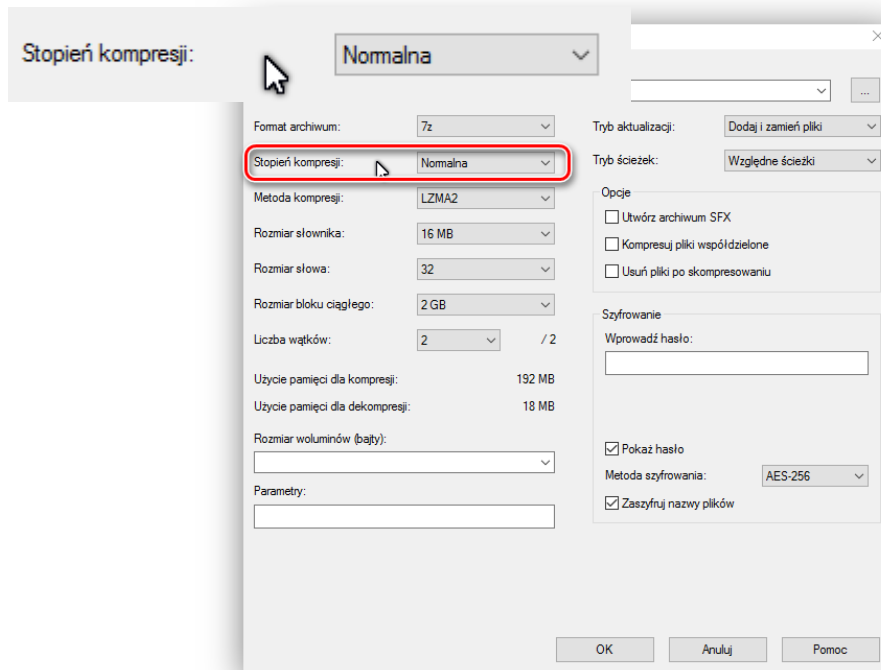 Stopień kompresji: Normalna
...
Format archiwum: 7z
Stopień kompresji: Normalna
Metoda kompresji: LZMA2
Rozmiar słownika: 16 MB
Rozmiar słowa: 32
Rozmiar bloku ciągłego: 2 GB
Liczba wątków: 2 / 2
Użycie pamięci dla kompresji: 192 MB
Użycie pamięci dla dekompresji: 18 MB
Rozmiar woluminów (bajty):
Parametry:
Tryb aktualizacji: Dodaj i zamień pliki
Tryb ścieżek: Względne ścieżki
Opcje
Utwórz archiwum SFX
Kompresuj pliki współdzielone
Usuń pliki po skompresowaniu
Szyfrowanie
Wprowadź hasło:
Pokaż hasło
Metoda szyfrowania: AES-256
Zaszyfruj nazwy plików
OK Anuluj Pomoc